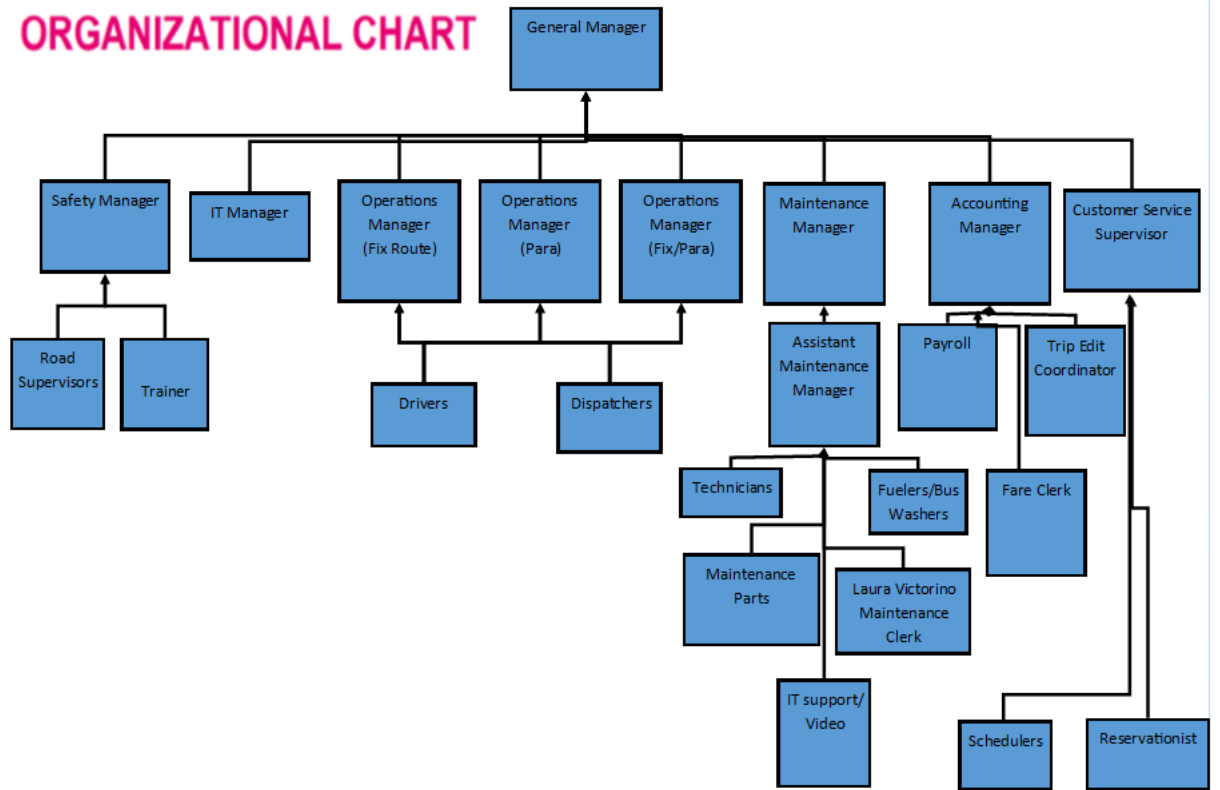 ORGANIZATIONAL CHART
General Manager
Safety Manager
IT Manager
Operations
Manager
(Fix Route)
Operations
Manager
(Para)
Operations
Manager
(Fix/Para)
Maintenance
Manager
Accounting
Manager
Customer Service
Supervisor
Road
Supervisors
Trainer
Drivers
Dispatchers
Assistant
Maintenance
Manager
Payroll
Trip Edit
Coordinator
Technicians
Fuelers/Bus
Washers
Fare Clerk
Maintenance
Parts
Laura Victorino
Maintenance
Clerk
IT support/
Video
Schedulers
Reservationist